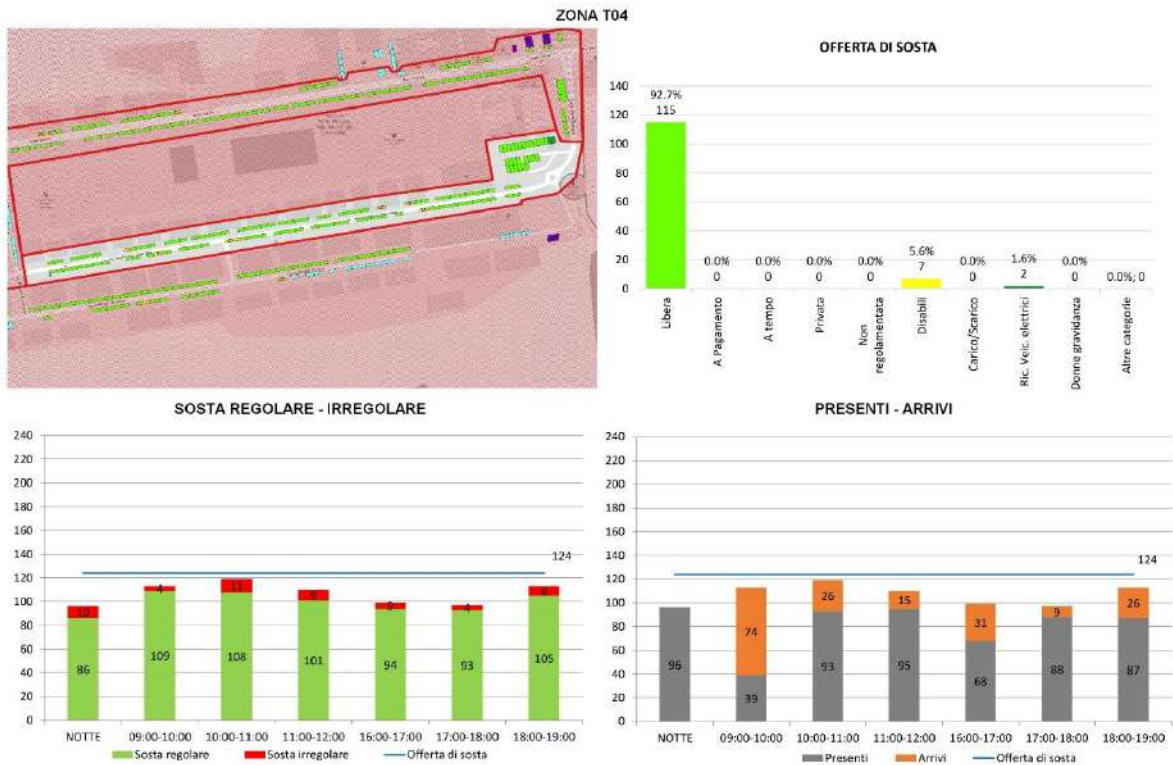 ZONA T04
OFFERTA DI SOSTA
140
120
100
80
60
40
20
0
92.7%
115
0.0%
0
0.0%
0
0.0%
0
0.0%
0
5.6%
7
0.0%
0
1.6%
2
0.0%
0
0.0%; 0
Libera
A Pagamento
A tempo
Privata
Non
regolamentata
Disabili
Carico/Scarico
Ric. Veic. elettrici
Donne gravidanza
Altre categorie
SOSTA REGOLARE - IRREGOLARE
240
220
200
180
160
140
120
100
80
60
40
20
0
124
10 4 11 9 5 4 8
86 109 108 101 94 93 105
NOTTE 09:00-10:00 10:00-11:00 11:00-12:00 16:00-17:00 17:00-18:00 18:00-19:00
Sosta regolare Sosta irregolare Offerta di sosta
PRESENTI - ARRIVI
240
220
200
180
160
140
120
100
80
60
40
20
0
124
74 26 15 31 9 26
96 39 93 95 68 88 87
NOTTE 09:00-10:00 10:00-11:00 11:00-12:00 16:00-17:00 17:00-18:00 18:00-19:00
Presenti Arrivi Offerta di sosta